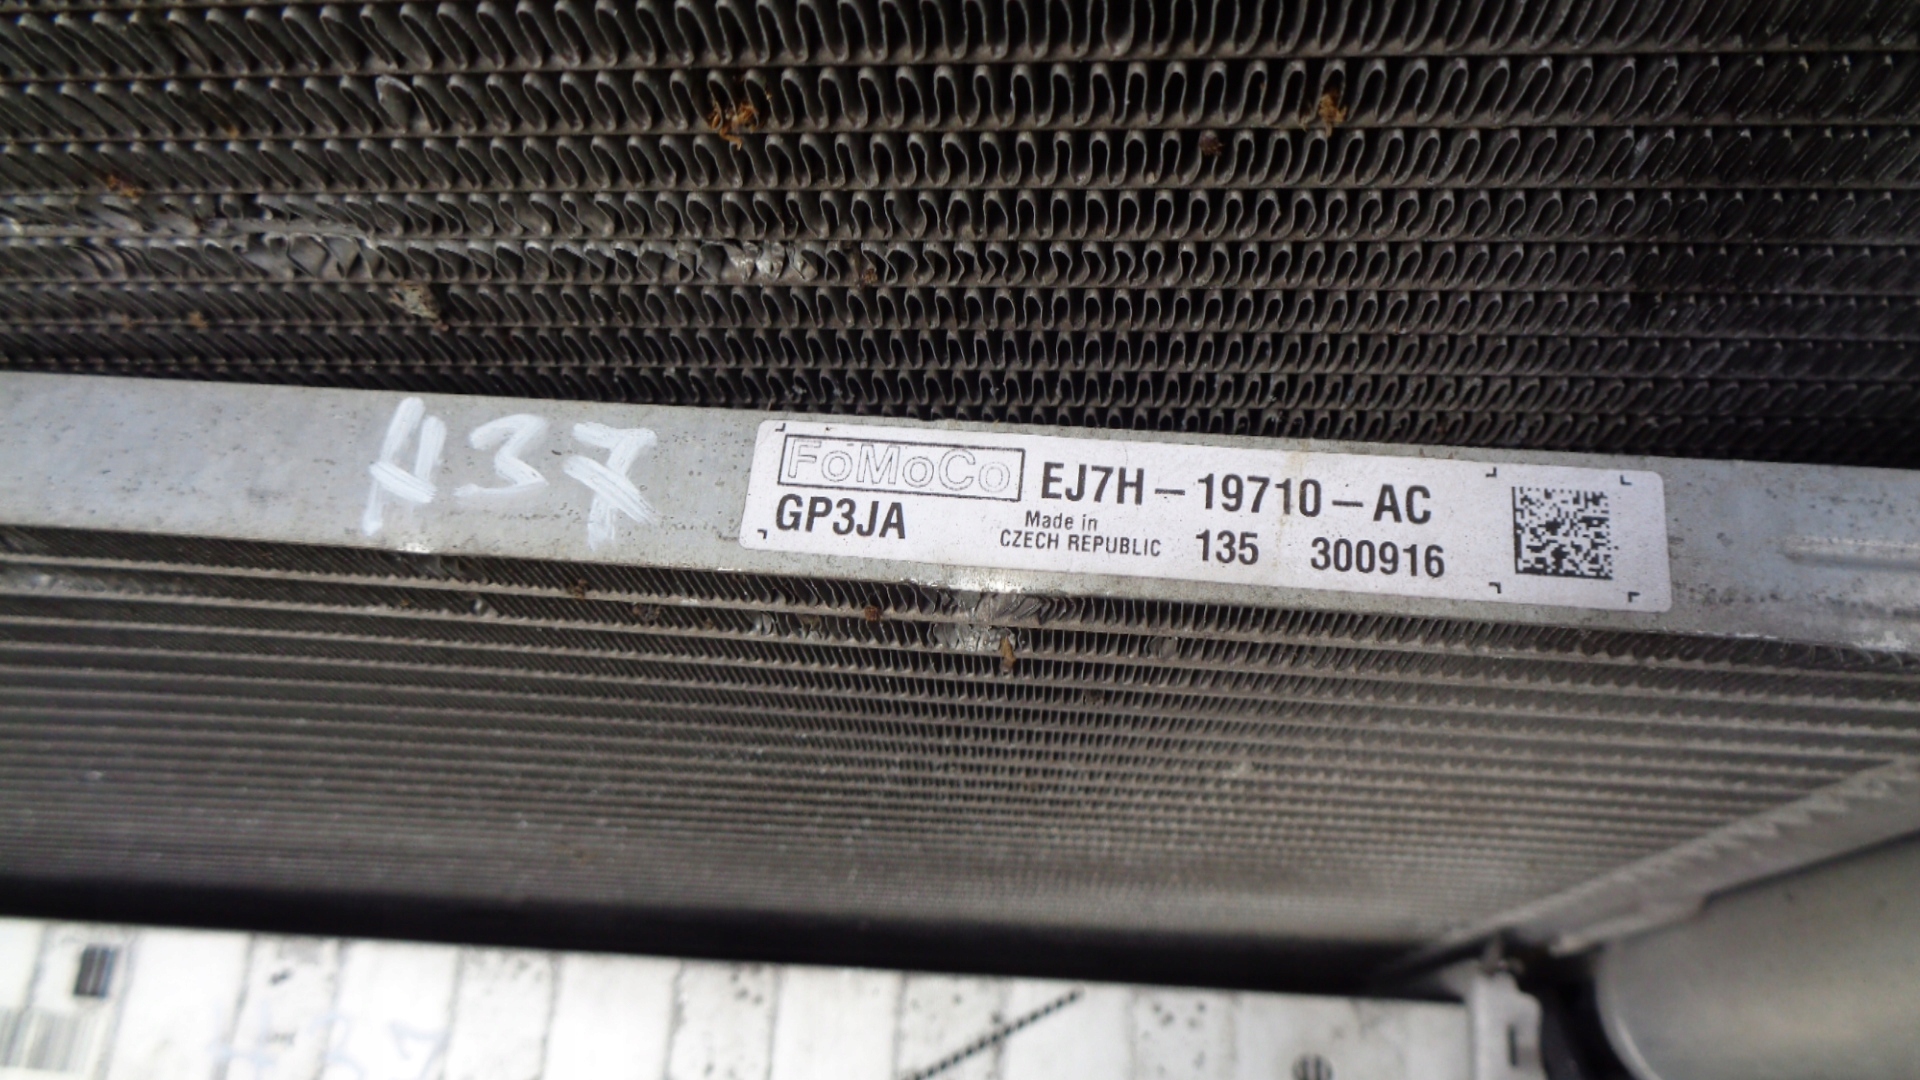 A37
FoMoCo EJ7H-19710-AC
GP3JA Made in
CZECH REPUBLIC 135 300916